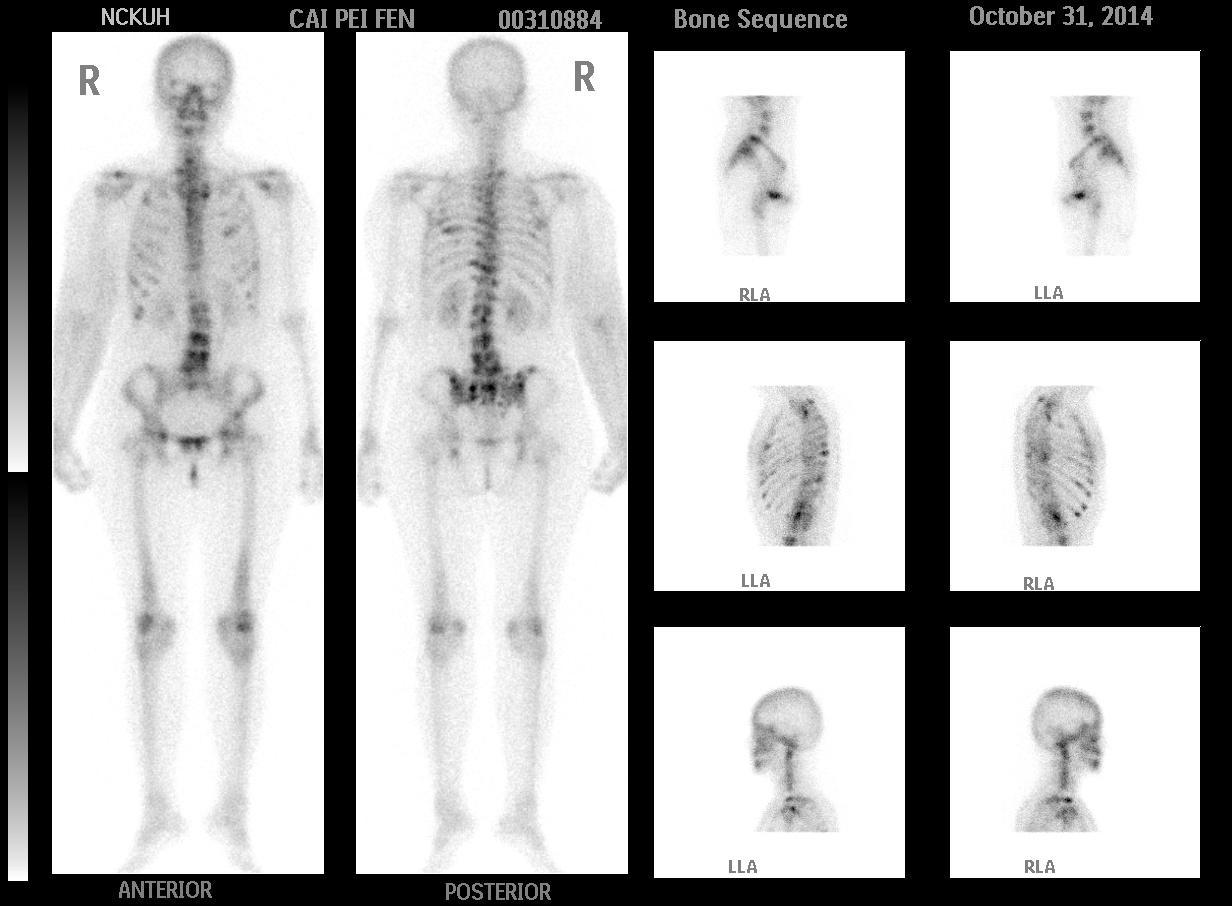 NCKUH CAI PEI FEN 00310884 Bone Sequence October 31, 2014
R R
RLA LLA
LLA RLA
LLA RLA
ANTERIOR POSTERIOR